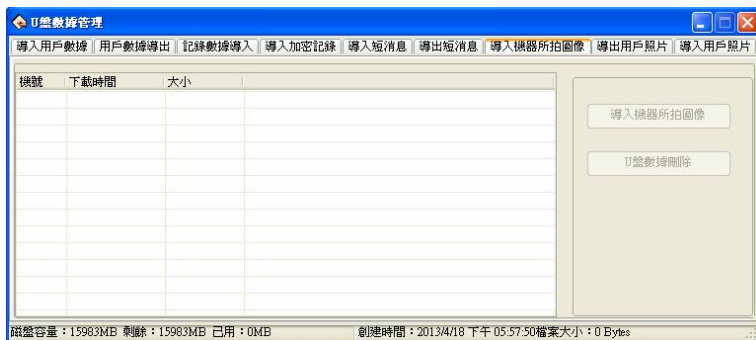 U盤數據管理
導入用戶數據 用戶數據導出 記錄數據導入 導入加密記錄 導入短消息 導出短消息 導入機器所拍圖像 導出用戶照片 導入用戶照片
機號 下載時間 大小
導入機器所拍圖像
U盤數據刪除
磁盤容量：15983MB 剩餘：15983MB 已用：0MB 創建時間：2013/4/18 下午 05:57:50檔案大小：0 Bytes